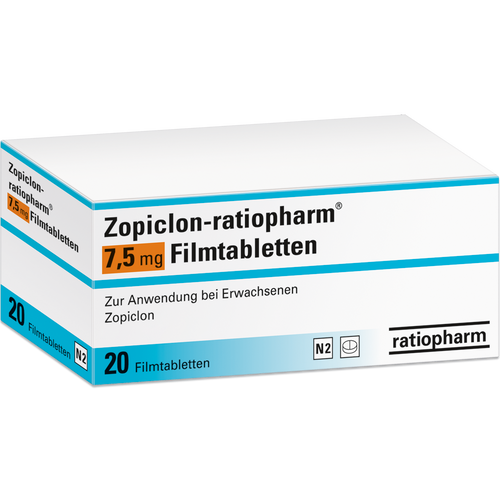 Zopiclon-
ratiopharm®
7,5 mg Filmtabletten
20 Filmtabletten N2
Zopiclon-ratiopharm®
7,5 mg Filmtabletten
Zur Anwendung bei Erwachsenen
Zopiclon
20 Filmtabletten N2 ratiopharm